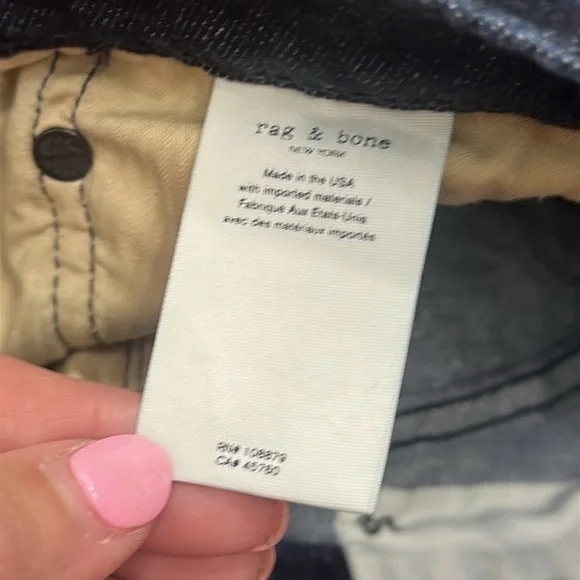 rag & bone
NEW YORK
Made in the USA
with imported materials /
Fabriqué Aux États-Unis
avec des matériaux importés
RN# 108879
CA# 45760